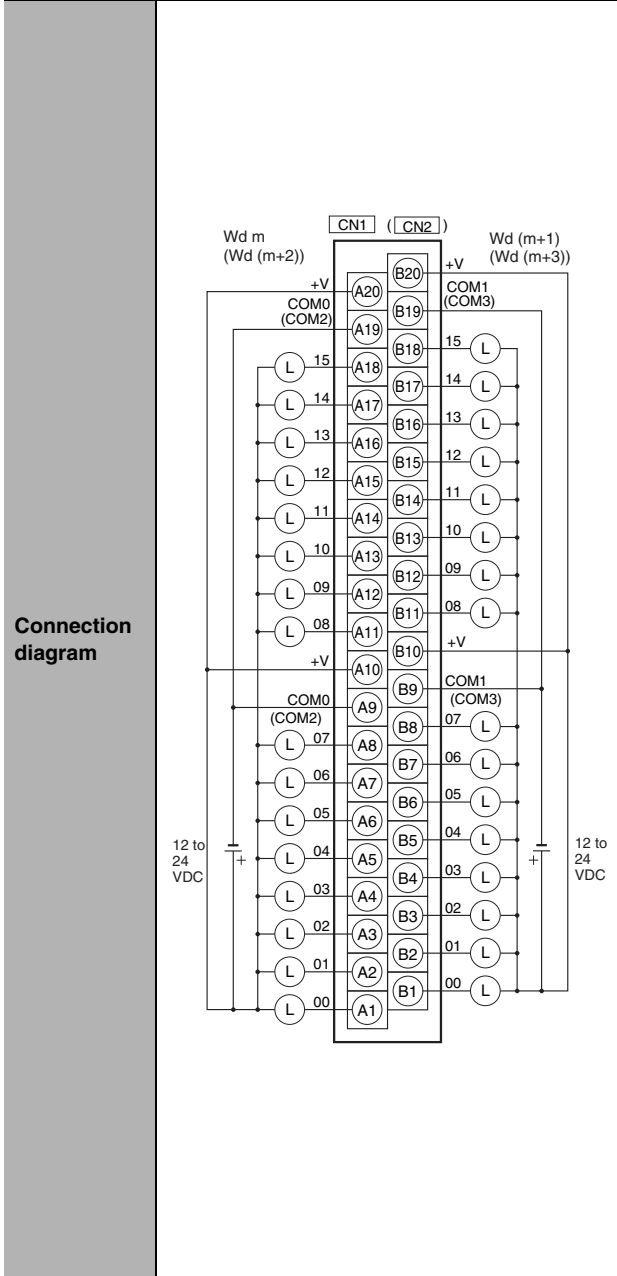 Connection
diagram
CN1 ( CN2 )
Wd m
(Wd (m+2))
Wd (m+1)
(Wd (m+3))
+V A20 B20 +V
COM0
(COM2) A19 B19 COM1
(COM3)
L 15 A18 B18 15 L
L 14 A17 B17 14 L
L 13 A16 B16 13 L
L 12 A15 B15 12 L
L 11 A14 B14 11 L
L 10 A13 B13 10 L
L 09 A12 B12 09 L
L 08 A11 B11 08 L
+V A10 B10 +V
COM0
(COM2) A9 B9 COM1
(COM3)
L 07 A8 B8 07 L
L 06 A7 B7 06 L
L 05 A6 B6 05 L
L 04 A5 B5 04 L
L 03 A4 B4 03 L
L 02 A3 B3 02 L
L 01 A2 B2 01 L
L 00 A1 B1 00 L
12 to
24
VDC
+
12 to
24
VDC
+